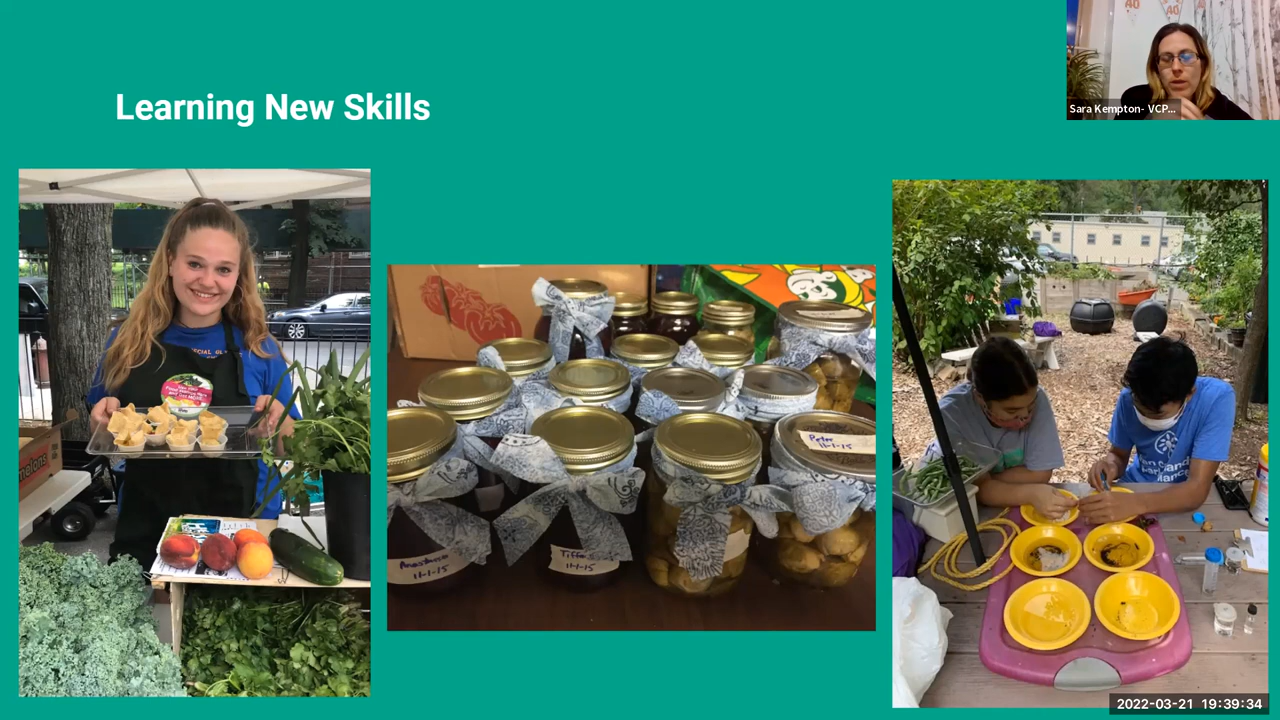 Learning New Skills
Sara Kempton- VCP...
Peter
11-1-15
Anastasia
11-1-15
Tiffa
11-1-15
2022-03-21 19:39:34